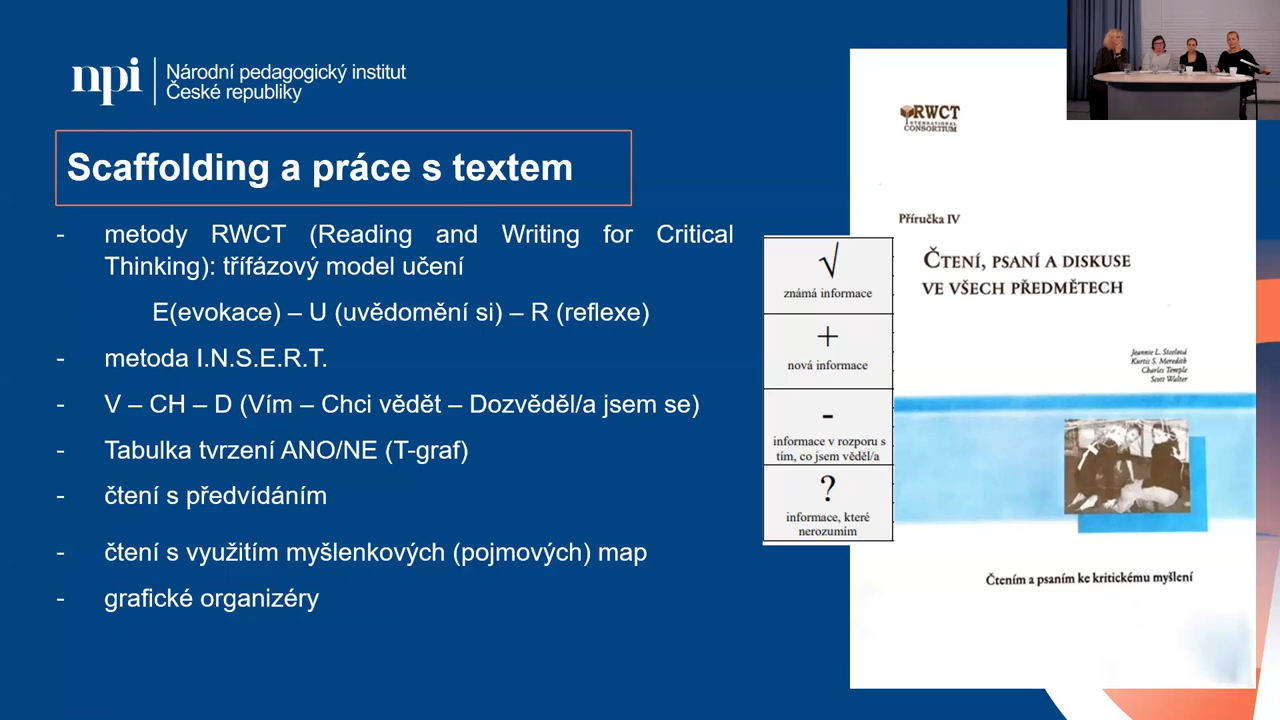 npi
Národní pedagogický institut
České republiky
Scaffolding a práce s textem
- metody RWCT (Reading and Writing for Critical
Thinking): třífázový model učení
E(evokace) – U (uvědomění si) – R (reflexe)
- metoda I.N.S.E.R.T.
- V – CH – D (Vím – Chci vědět – Dozvěděl/a jsem se)
- Tabulka tvrzení ANO/NE (T-graf)
- čtení s předvídáním
- čtení s využitím myšlenkových (pojmových) map
- grafické organizéry
√
známá informace
+
nová informace
-
informace v rozporu s
tím, co jsem věděl/a
?
informace, které
nerozumím
RWCT
INTERNATIONAL
CONSORTIUM
Příručka IV
ČTENÍ, PSANÍ A DISKUSE
VE VŠECH PŘEDMĚTECH
Jeannie L. Steelová
Kurtis S. Meredith
Charles Temple
Scott Walter
Čtením a psaním ke kritickému myšlení